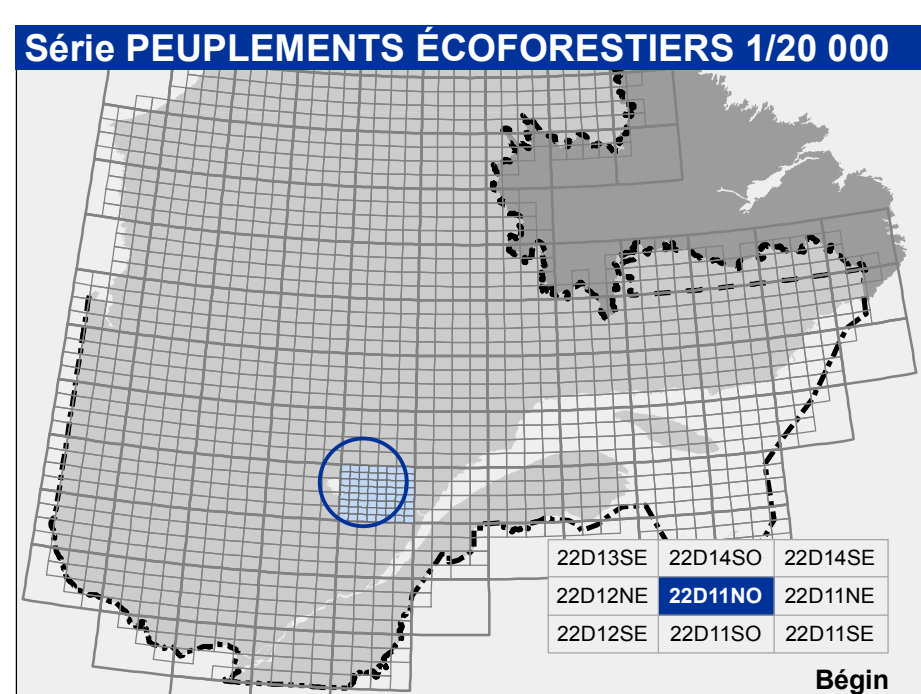 Série PEUPLEMENTS ÉCOFORESTIERS 1/20 000
22D13SE 22D14SO 22D14SE
22D12NE 22D11NO 22D11NE
22D12SE 22D11SO 22D11SE
Bégin